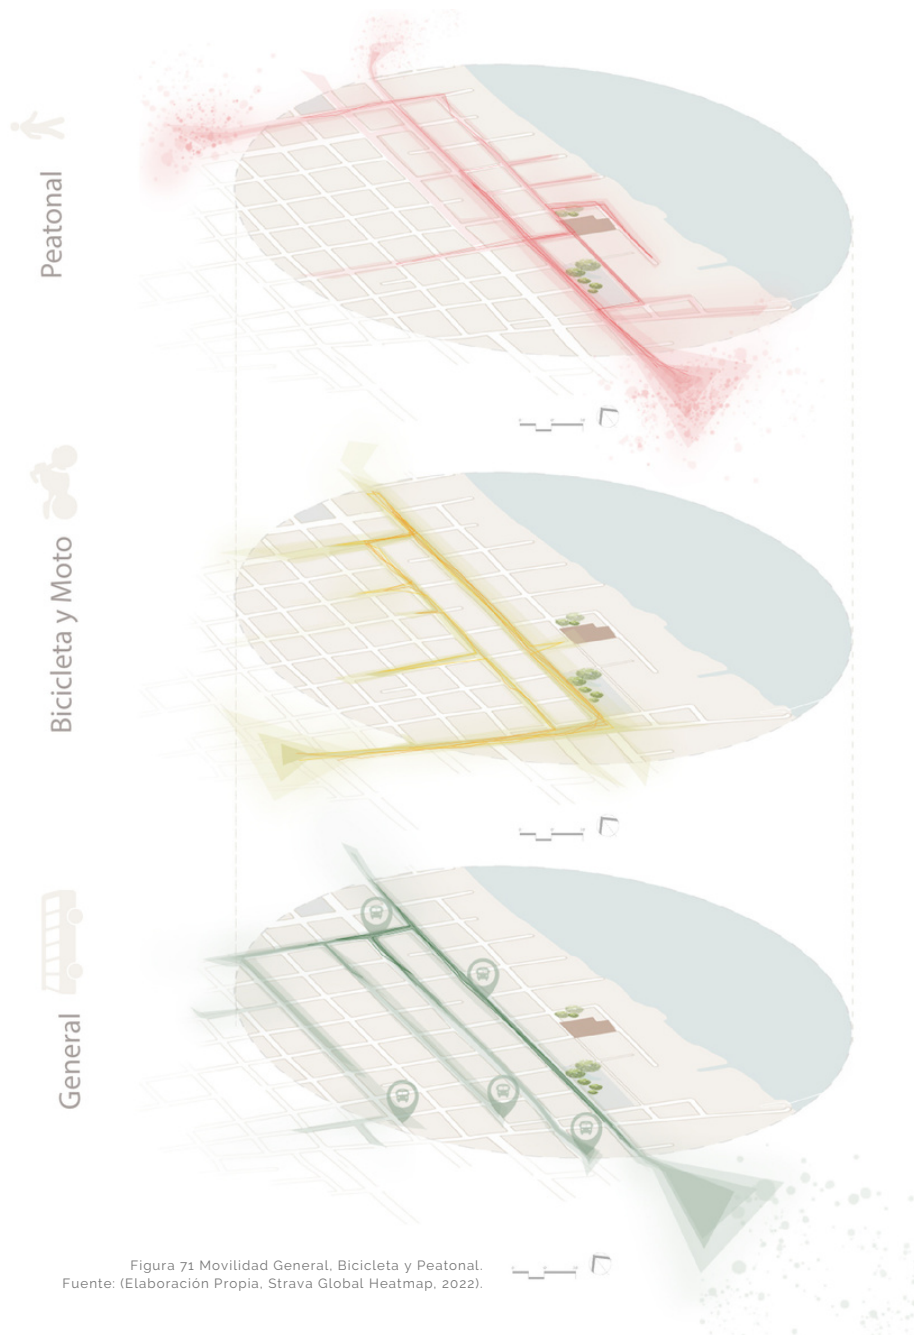 Peatonal
Bicicleta y Moto
General
Figura 71 Movilidad General, Bicicleta y Peatonal.
Fuente: (Elaboración Propia, Strava Global Heatmap, 2022).